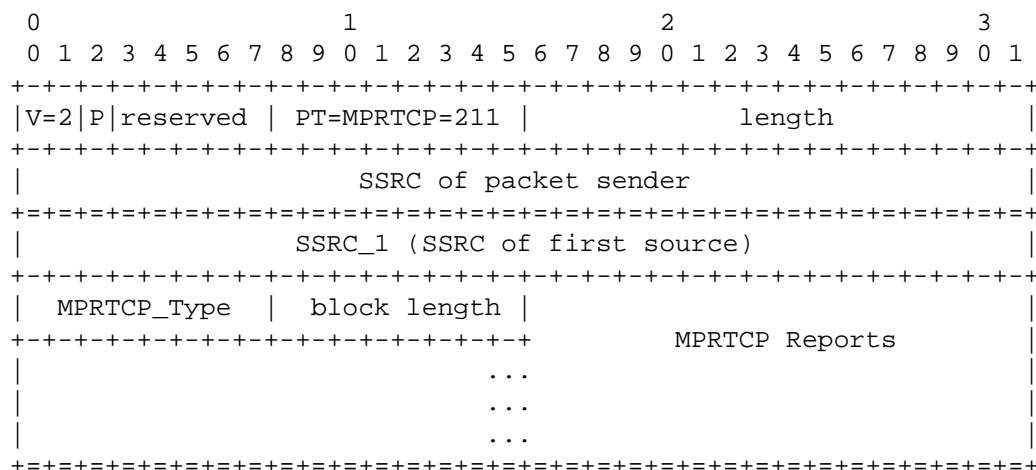 0                   1                   2                   3
 0 1 2 3 4 5 6 7 8 9 0 1 2 3 4 5 6 7 8 9 0 1 2 3 4 5 6 7 8 9 0 1
+-+-+-+-+-+-+-+-+-+-+-+-+-+-+-+-+-+-+-+-+-+-+-+-+-+-+-+-+-+-+-+-+
|V=2|P|reserved | PT=MPRTCP=211 |             length            |
+-+-+-+-+-+-+-+-+-+-+-+-+-+-+-+-+-+-+-+-+-+-+-+-+-+-+-+-+-+-+-+-+
|                     SSRC of packet sender                     |
+=+=+=+=+=+=+=+=+=+=+=+=+=+=+=+=+=+=+=+=+=+=+=+=+=+=+=+=+=+=+=+=+
|                 SSRC_1 (SSRC of first source)                 |
+-+-+-+-+-+-+-+-+-+-+-+-+-+-+-+-+-+-+-+-+-+-+-+-+-+-+-+-+-+-+-+-+
|  MPRTCP_Type  |  block length |                               |
+-+-+-+-+-+-+-+-+-+-+-+-+-+-+-+-+         MPRTCP Reports        |
|                             ...                               |
|                             ...                               |
|                             ...                               |
+=+=+=+=+=+=+=+=+=+=+=+=+=+=+=+=+=+=+=+=+=+=+=+=+=+=+=+=+=+=+=+=+